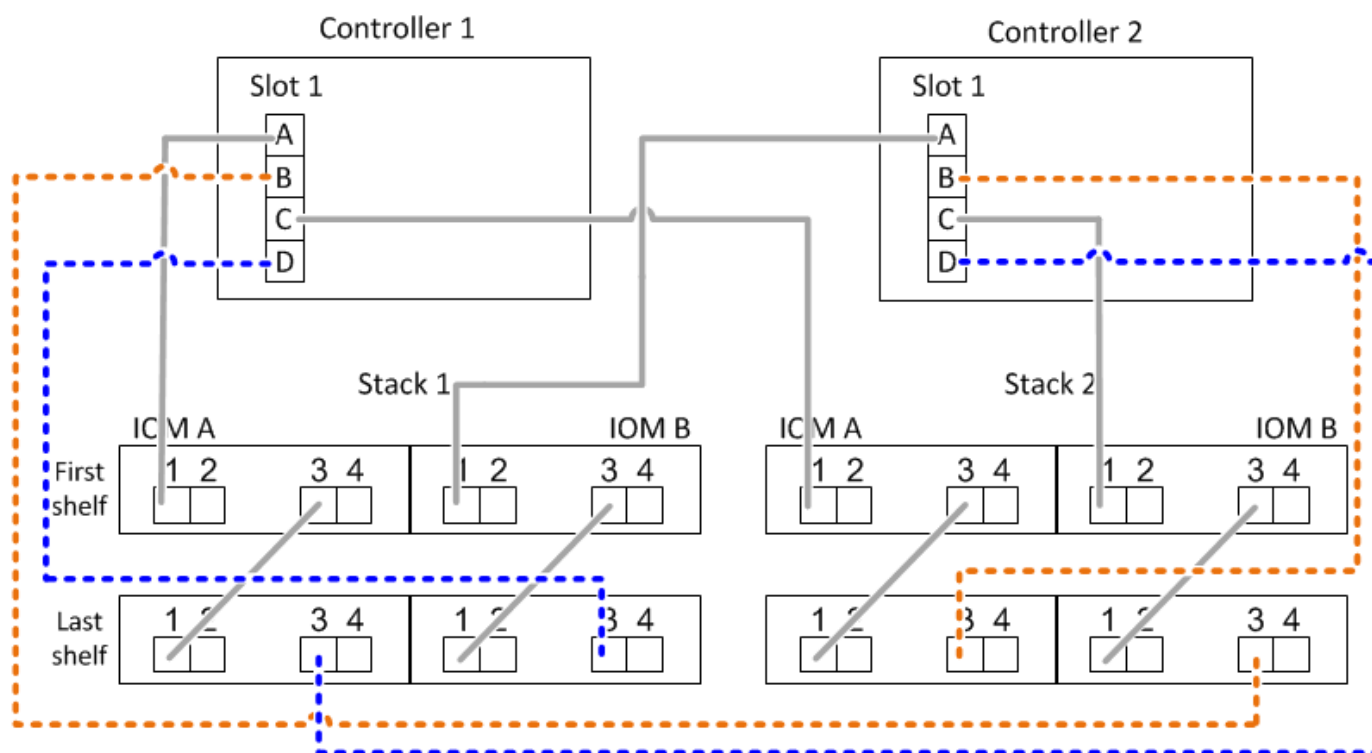 Controller 1
Controller 2
Slot 1
Slot 1
A
B
C
D
A
B
C
D
Stack 1
Stack 2
IOM A
IOM B
IOM A
IOM B
First
shelf
1 2 3 4 1 2 3 4 1 2 3 4 1 2 3 4
Last
shelf
1 2 3 4 1 2 3 4 1 2 3 4 1 2 3 4